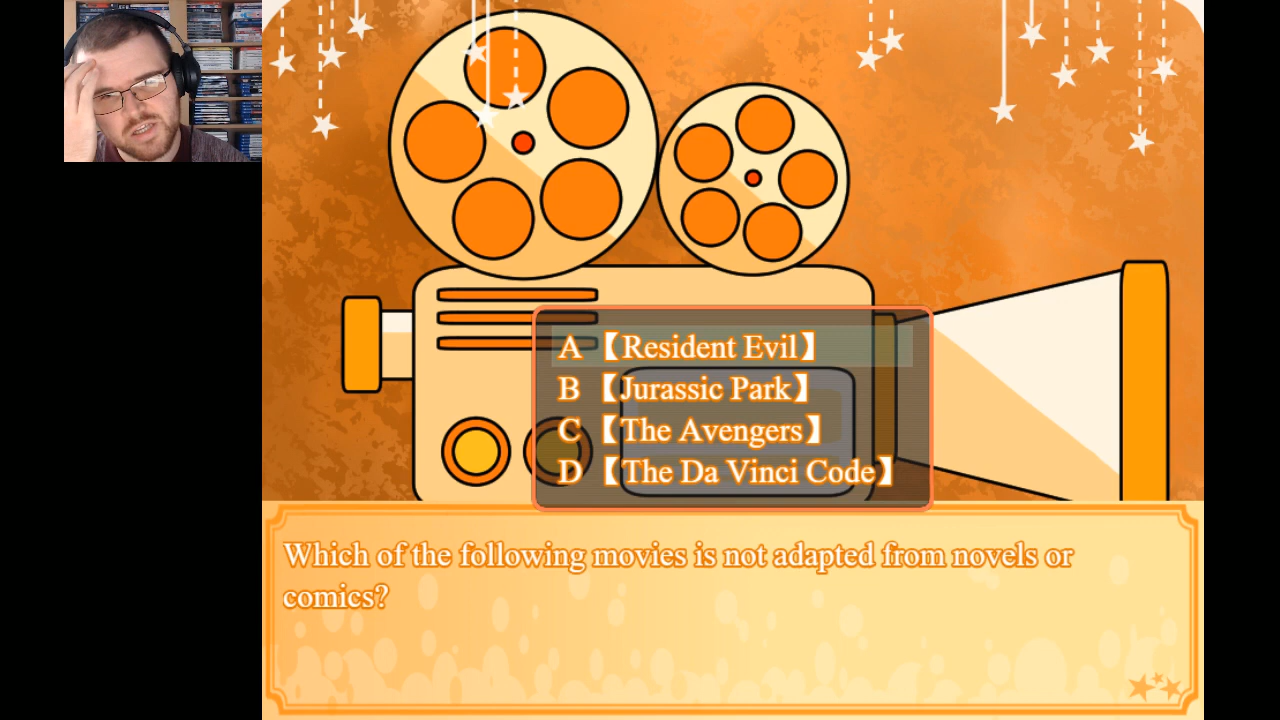 A 【Resident Evil】
B 【Jurassic Park】
C 【The Avengers】
D 【The Da Vinci Code】
Which of the following movies is not adapted from novels or
comics?